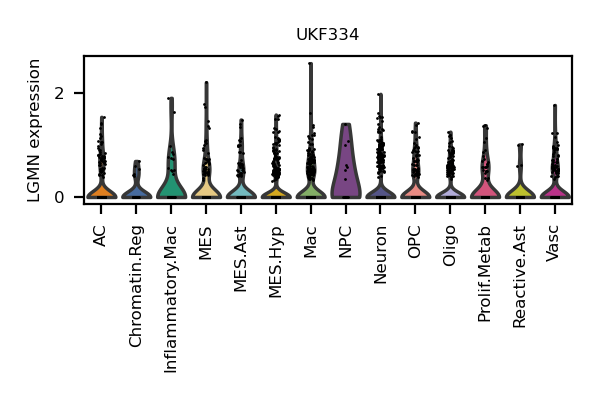 UKF334
LGMN expression
2
0
AC
Chromatin.Reg
Inflammatory.Mac
MES
MES.Ast
MES.Hyp
Mac
NPC
Neuron
OPC
Oligo
Prolif.Metab
Reactive.Ast
Vasc